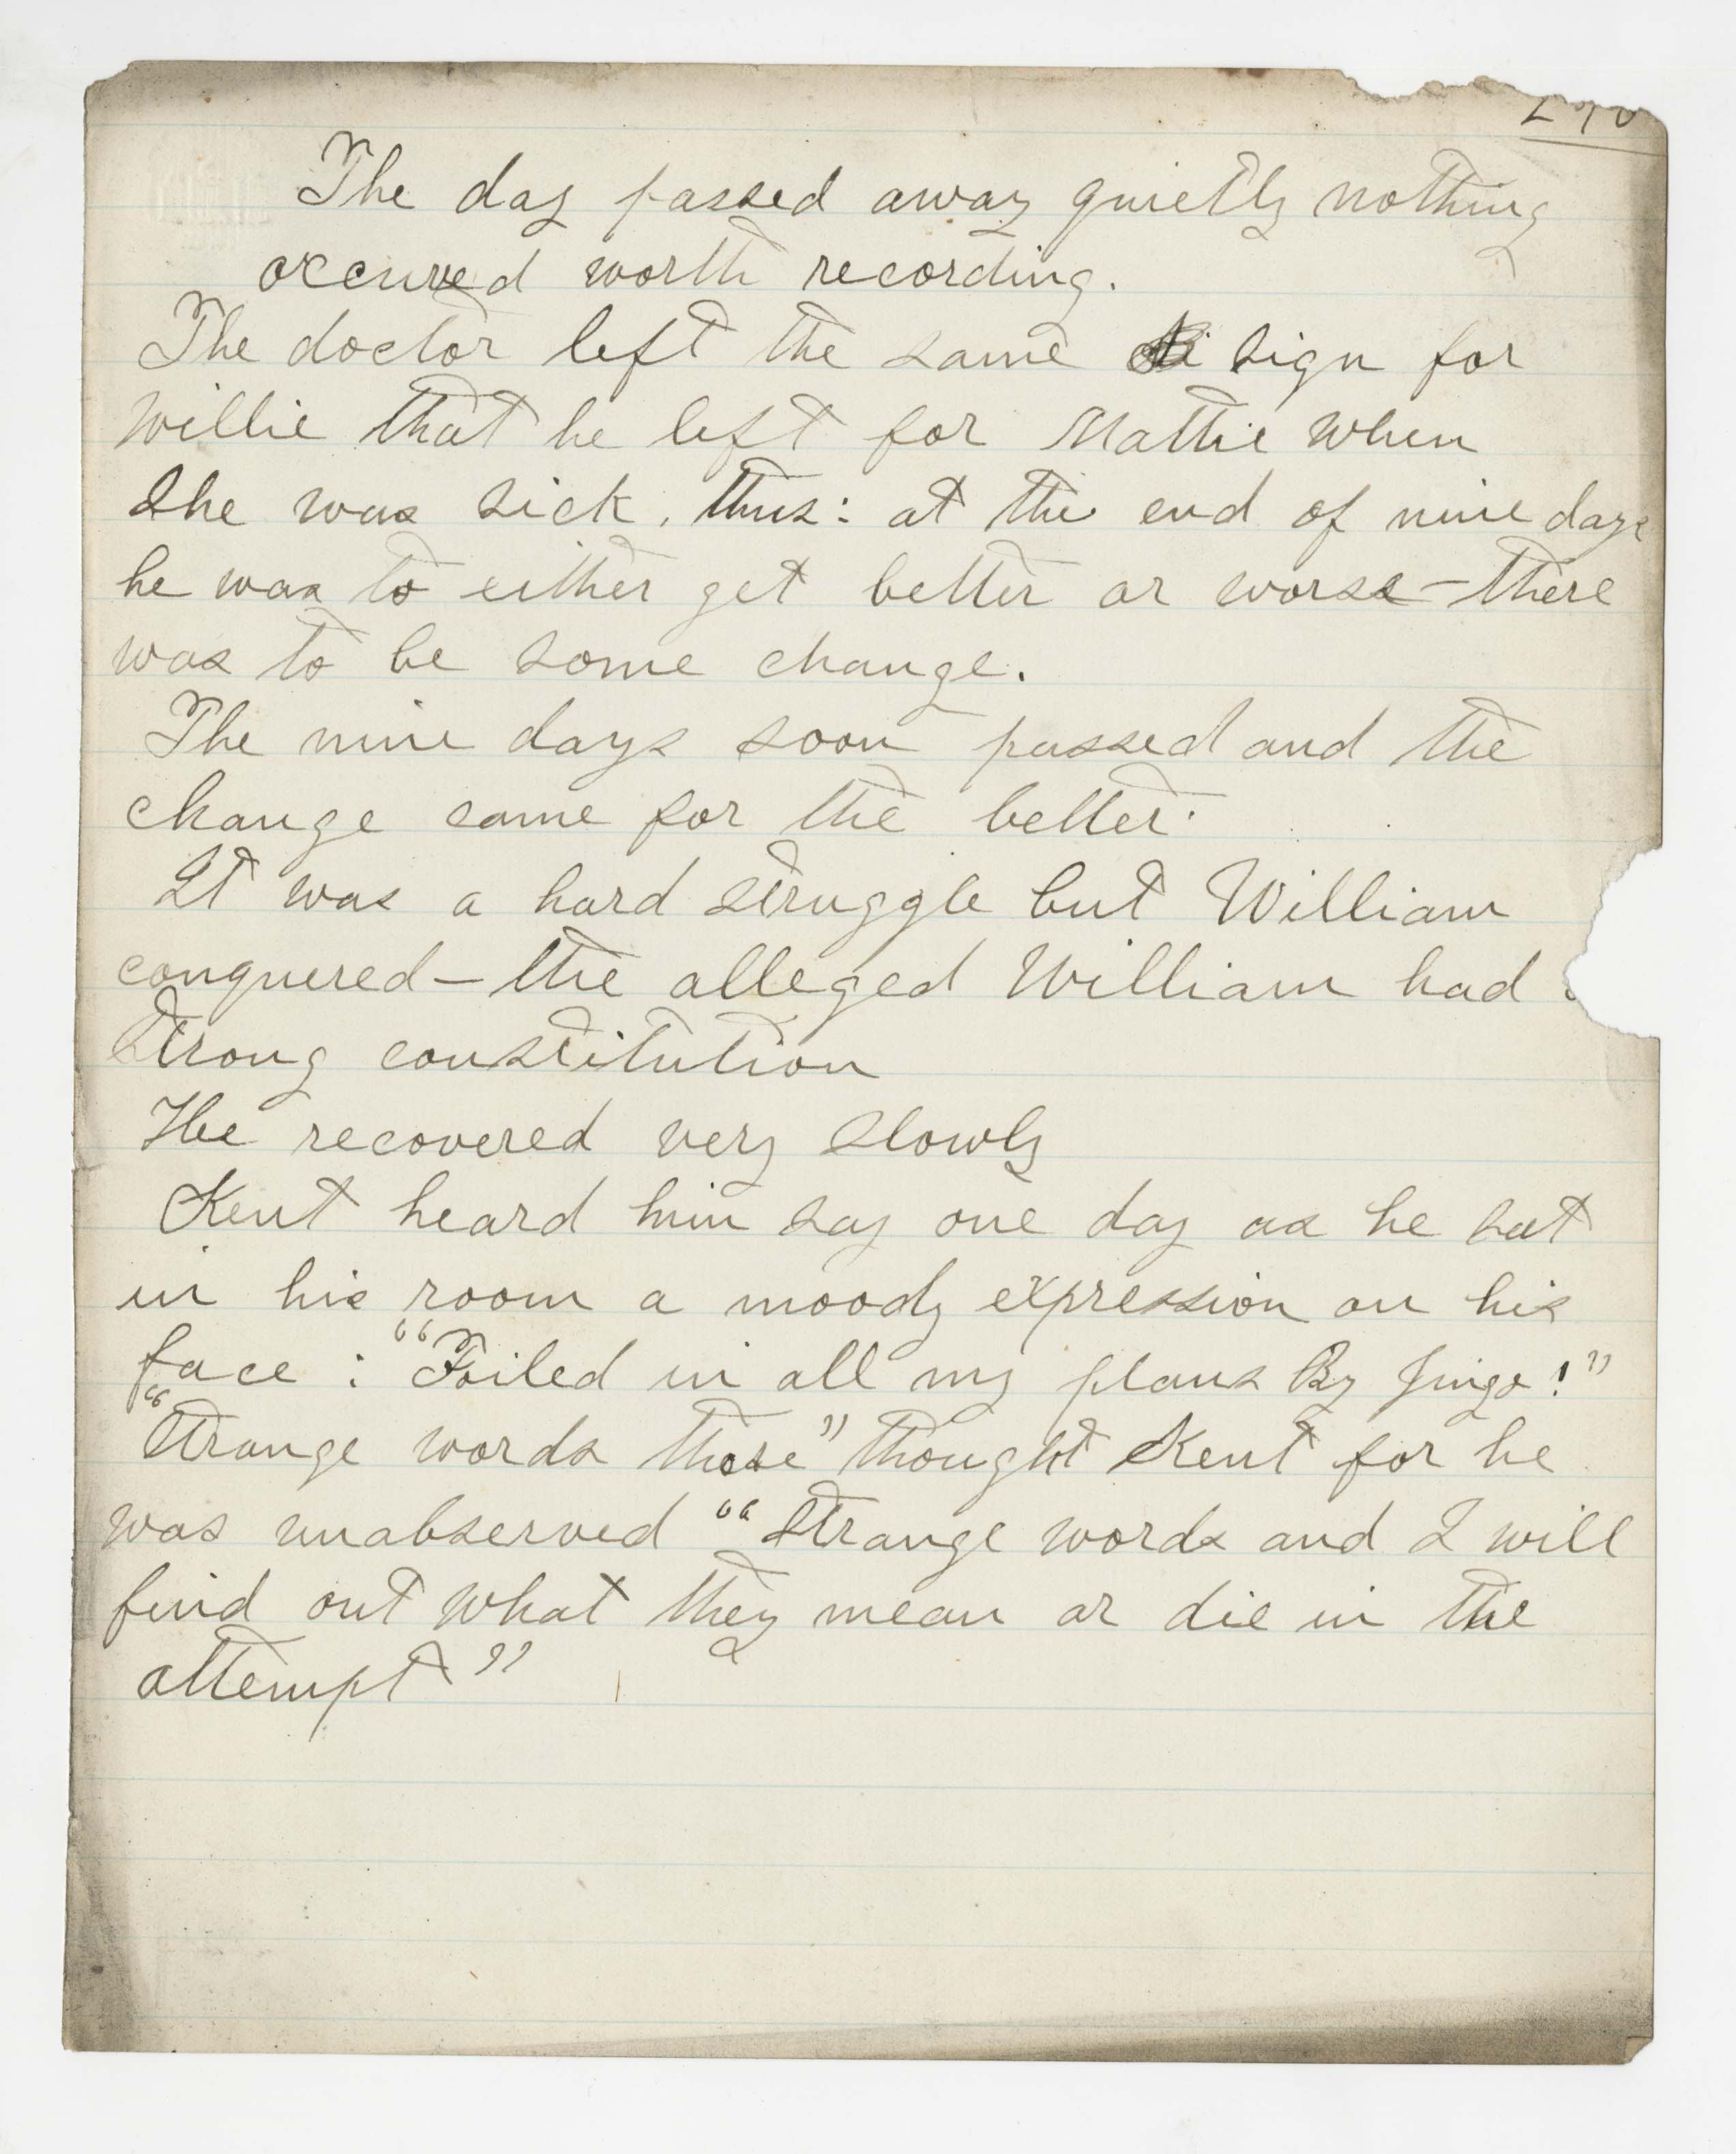 The day passed away quietly nothing
occured worth recording.
The doctor left the same sign for
Willie that he left for Mattie when
She was sick, thus: at the end of nine days
he was to either get better or worse—there
was to be some change.
The nine days soon passed and the
change came for the better.
It was a hard struggle but William
conquered—the alleged William had
Strong constitution
He recovered very slowly
Kent heard him say one day as he sat
in his room a moody expression on his
face : "Foiled in all my plans By Jingo!"
"Strange words those" thought Kent for he
was unabserved "Strange words and I will
find out what they mean or die in the
attempt"